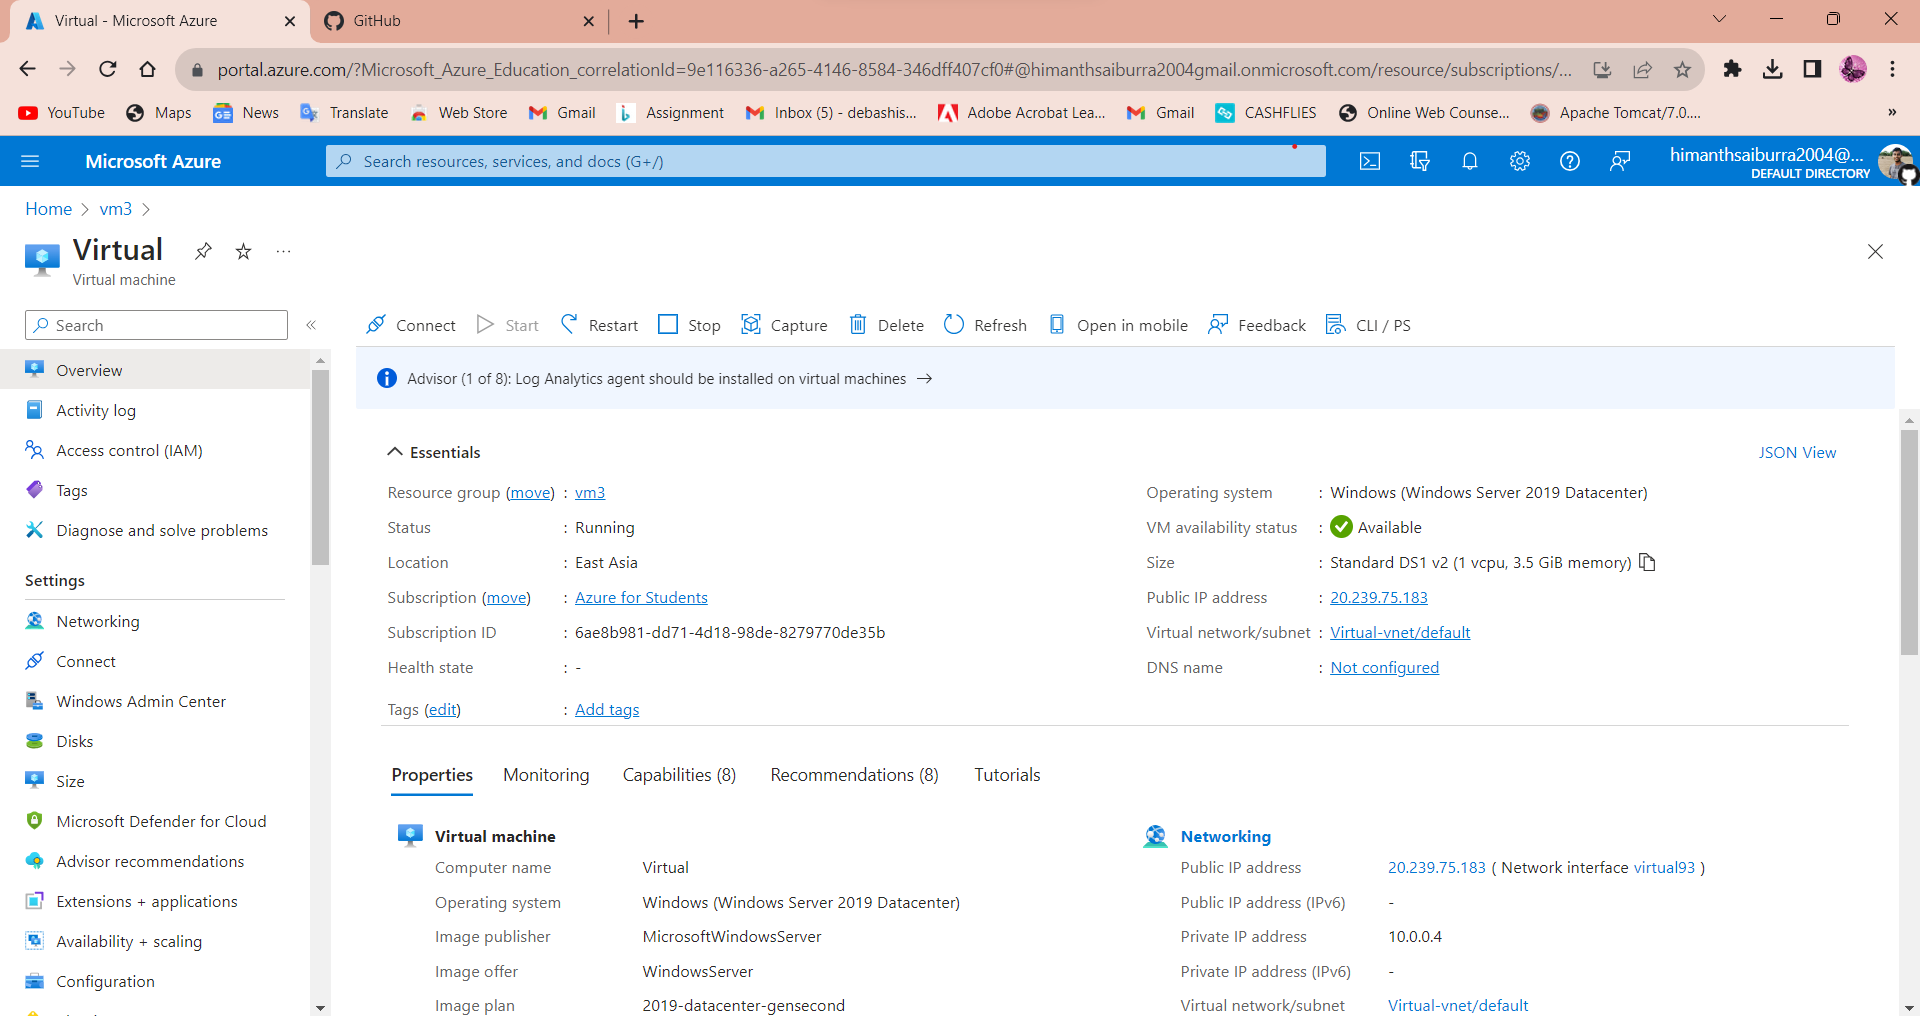 Virtual - Microsoft Azure
GitHub
portal.azure.com/?Microsoft_Azure_Education_correlationId=9e116336-a265-4146-8584-346dff407cf0#@himanthsaiburra2004gmail.onmicrosoft.com/resource/subscriptions/...
YouTube Maps News Translate Web Store Gmail Assignment Inbox (5) - debashis... Adobe Acrobat Lea... Gmail CASHFLIES Online Web Counse... Apache Tomcat/7.0.... »
Microsoft Azure
Search resources, services, and docs (G+/)
himanthsaiburra2004@...
DEFAULT DIRECTORY
Home > vm3 >
Virtual
Virtual machine
Search
«
Connect Start Restart Stop Capture Delete Refresh Open in mobile Feedback CLI / PS
Advisor (1 of 8): Log Analytics agent should be installed on virtual machines →
Overview
Activity log
Access control (IAM)
Tags
Diagnose and solve problems
Settings
Networking
Connect
Windows Admin Center
Disks
Size
Microsoft Defender for Cloud
Advisor recommendations
Extensions + applications
Availability + scaling
Configuration
Essentials
JSON View
Resource group (move) : vm3
Status : Running
Location : East Asia
Subscription (move) : Azure for Students
Subscription ID : 6ae8b981-dd71-4d18-98de-8279770de35b
Health state : -
Tags (edit) : Add tags
Operating system : Windows (Windows Server 2019 Datacenter)
VM availability status : Available
Size : Standard DS1 v2 (1 vcpu, 3.5 GiB memory)
Public IP address : 20.239.75.183
Virtual network/subnet : Virtual-vnet/default
DNS name : Not configured
Properties Monitoring Capabilities (8) Recommendations (8) Tutorials
Virtual machine
Computer name Virtual
Operating system Windows (Windows Server 2019 Datacenter)
Image publisher MicrosoftWindowsServer
Image offer WindowsServer
Image plan 2019-datacenter-gensecond
Networking
Public IP address 20.239.75.183 ( Network interface virtual93 )
Public IP address (IPv6) -
Private IP address 10.0.0.4
Private IP address (IPv6) -
Virtual network/subnet Virtual-vnet/default